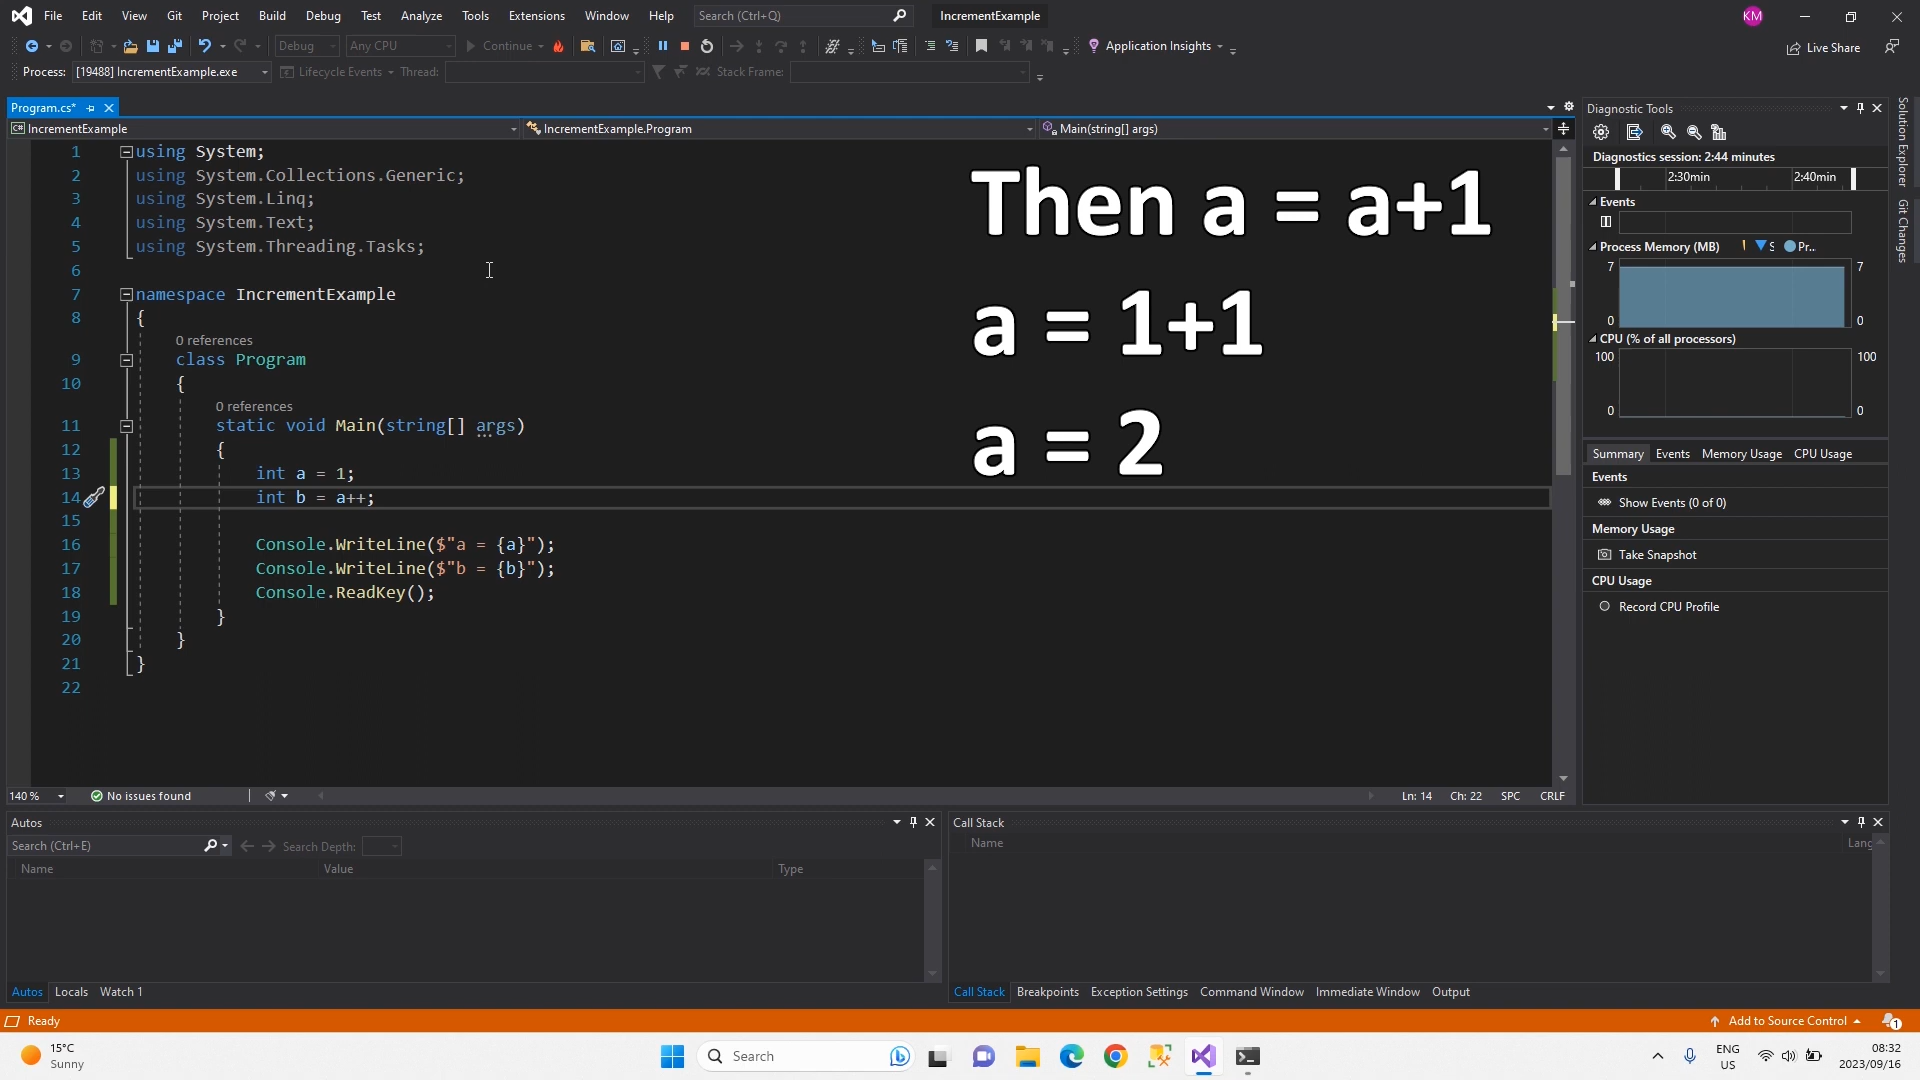 File Edit View Git Project Build Debug Test Analyze Tools Extensions Window Help Search (Ctrl+Q) IncrementExample KM
Debug Any CPU Continue Application Insights Live Share
Process: [19488] IncrementExample.exe Lifecycle Events Thread: Stack Frame:
Program.cs*
IncrementExample IncrementExample.Program Main(string[] args)
1 using System;
2 using System.Collections.Generic;
3 using System.Linq;
4 using System.Text;
5 using System.Threading.Tasks;
6
7 namespace IncrementExample
8 {
0 references
9 class Program
10 {
0 references
11 static void Main(string[] args)
12 {
13 int a = 1;
14 int b = a++;
15
16 Console.WriteLine($"a = {a}");
17 Console.WriteLine($"b = {b}");
18 Console.ReadKey();
19 }
20 }
21 }
22
Then a = a+1
a = 1+1
a = 2
Diagnostic Tools
Diagnostics session: 2:44 minutes
2:30min 2:40min
Events
Process Memory (MB) S Pr...
7 7
0 0
CPU (% of all processors)
100 100
0 0
Summary Events Memory Usage CPU Usage
Events
Show Events (0 of 0)
Memory Usage
Take Snapshot
CPU Usage
Record CPU Profile
Solution Explorer
Git Changes
140 % No issues found Ln: 14 Ch: 22 SPC CRLF
Autos
Search (Ctrl+E) Search Depth:
Name Value Type
Autos Locals Watch 1
Call Stack
Name Lang
Call Stack Breakpoints Exception Settings Command Window Immediate Window Output
Ready Add to Source Control 1
15°C
Sunny
Search
ENG
US
08:32
2023/09/16